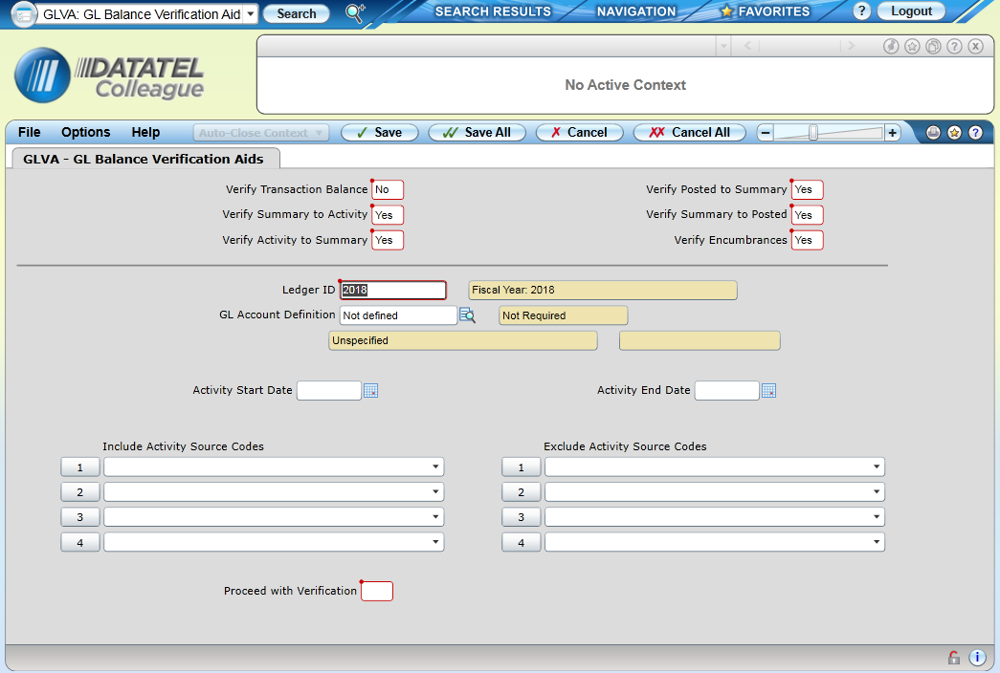 GLVA: GL Balance Verification Aid Search SEARCH RESULTS NAVIGATION FAVORITES ? Logout
DATATEL
Colleague
No Active Context
File Options Help Auto-Close Context Save Save All Cancel Cancel All
GLVA - GL Balance Verification Aids
Verify Transaction Balance No Verify Posted to Summary Yes
Verify Summary to Activity Yes Verify Summary to Posted Yes
Verify Activity to Summary Yes Verify Encumbrances Yes
Ledger ID 2018 Fiscal Year: 2018
GL Account Definition Not defined Not Required
Unspecified
Activity Start Date Activity End Date
Include Activity Source Codes Exclude Activity Source Codes
1 1
2 2
3 3
4 4
Proceed with Verification